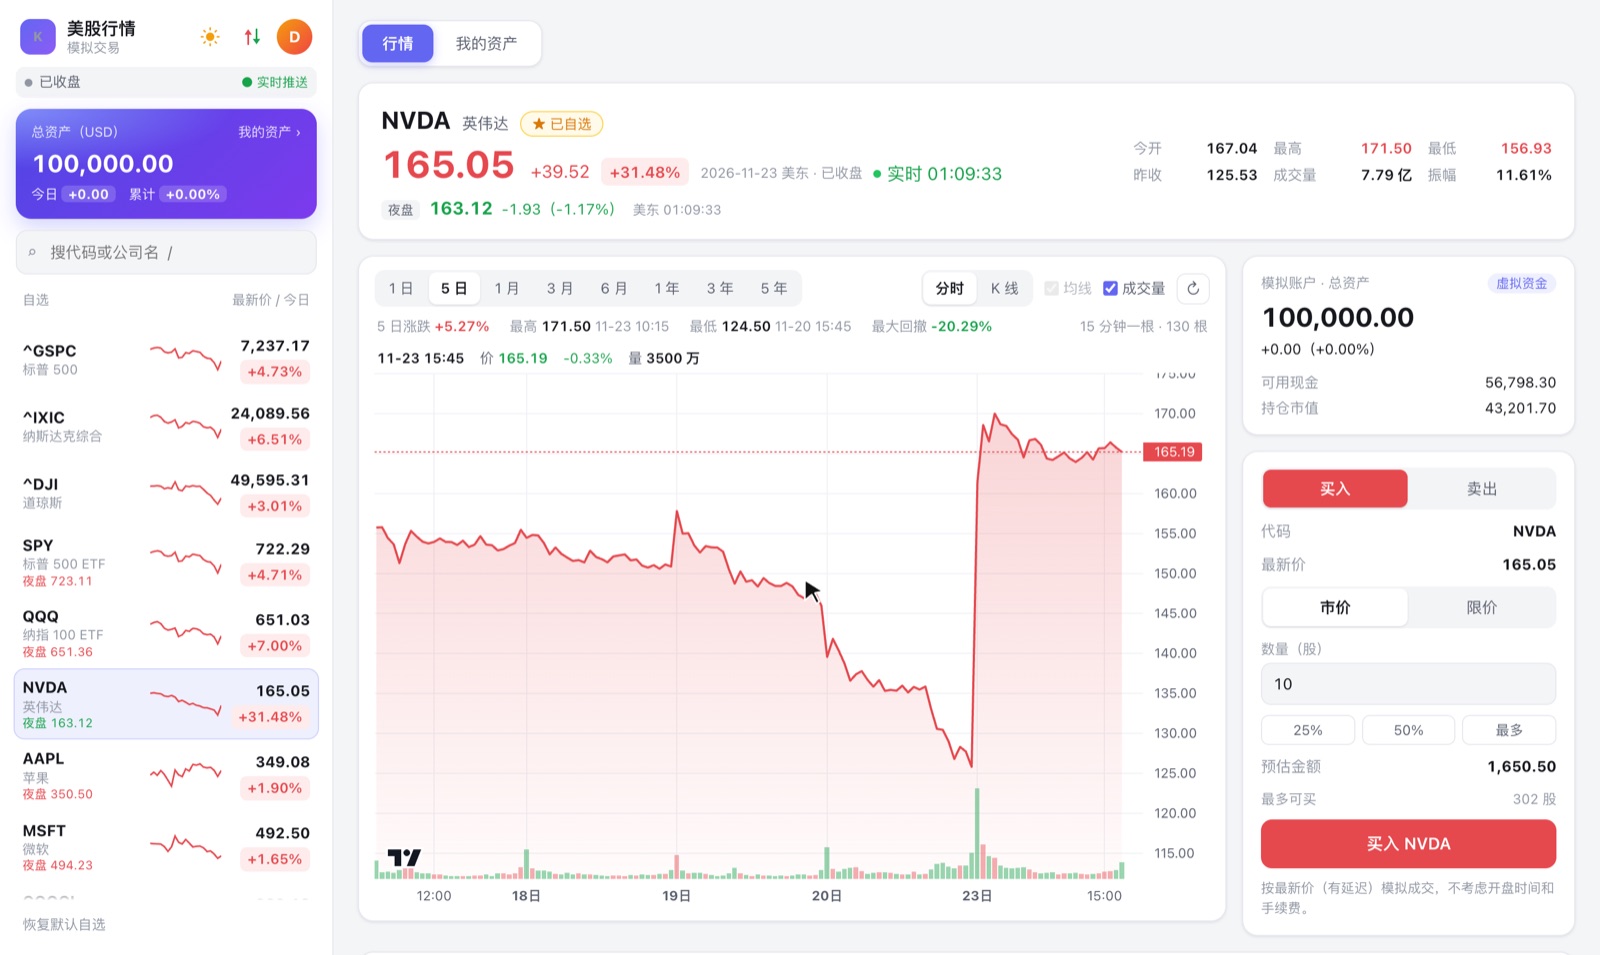 K
美股行情
模拟交易
D
已收盘
实时推送
总资产（USD）
我的资产 ›
100,000.00
今日 +0.00 累计 +0.00%
搜代码或公司名 /
自选
最新价 / 今日
^GSPC
标普 500
7,237.17
+4.73%
^IXIC
纳斯达克综合
24,089.56
+6.51%
^DJI
道琼斯
49,595.31
+3.01%
SPY
标普 500 ETF
夜盘 723.11
722.29
+4.71%
QQQ
纳指 100 ETF
夜盘 651.36
651.03
+7.00%
NVDA
英伟达
夜盘 163.12
165.05
+31.48%
AAPL
苹果
夜盘 350.50
349.08
+1.90%
MSFT
微软
夜盘 494.23
492.50
+1.65%
恢复默认自选
行情
我的资产
NVDA 英伟达 ★ 已自选
165.05 +39.52 +31.48% 2026-11-23 美东 · 已收盘 ● 实时 01:09:33
夜盘 163.12 -1.93 (-1.17%) 美东 01:09:33
今开 167.04 最高 171.50 最低 156.93
昨收 125.53 成交量 7.79 亿 振幅 11.61%
1 日 5 日 1 月 3 月 6 月 1 年 3 年 5 年
分时 K 线 均线 成交量
5 日涨跌 +5.27% 最高 171.50 11-23 10:15 最低 124.50 11-20 15:45 最大回撤 -20.29% 15 分钟一根 · 130 根
11-23 15:45 价 165.19 -0.33% 量 3500 万
175.00
170.00
165.19
160.00
155.00
150.00
145.00
140.00
135.00
130.00
125.00
120.00
115.00
12:00 18日 19日 20日 23日 15:00
模拟账户 · 总资产
虚拟资金
100,000.00
+0.00 (+0.00%)
可用现金 56,798.30
持仓市值 43,201.70
买入 卖出
代码 NVDA
最新价 165.05
市价 限价
数量（股）
10
25% 50% 最多
预估金额 1,650.50
最多可买 302 股
买入 NVDA
按最新价（有延迟）模拟成交，不考虑开盘时间和
手续费。